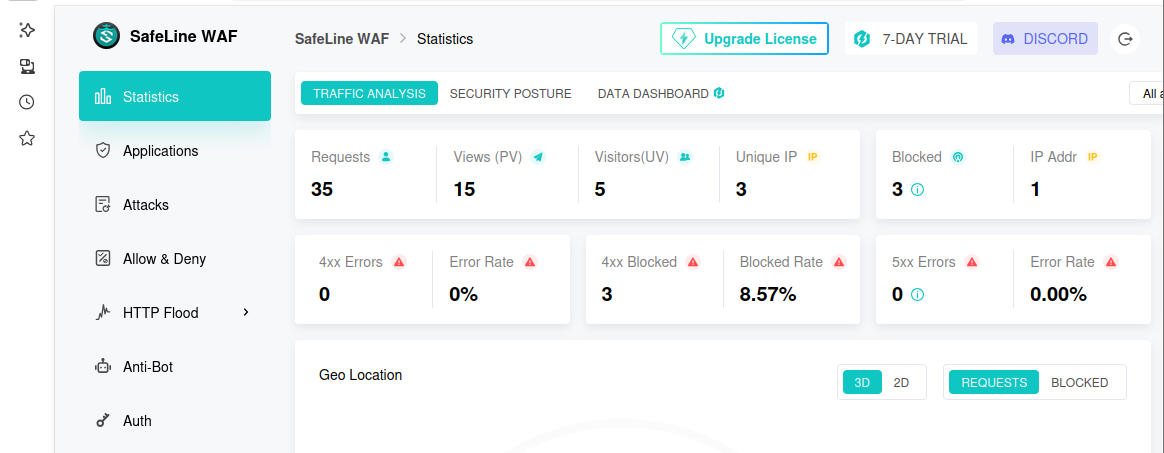 SafeLine WAF
SafeLine WAF > Statistics
Upgrade License
7-DAY TRIAL
DISCORD
Statistics
Applications
Attacks
Allow & Deny
HTTP Flood
Anti-Bot
Auth
TRAFFIC ANALYSIS SECURITY POSTURE DATA DASHBOARD
All a
Requests Views (PV) Visitors(UV) Unique IP IP
35 15 5 3
Blocked IP Addr IP
3 1
4xx Errors Error Rate
0 0%
4xx Blocked Blocked Rate
3 8.57%
5xx Errors Error Rate
0 0.00%
Geo Location
3D 2D
REQUESTS BLOCKED